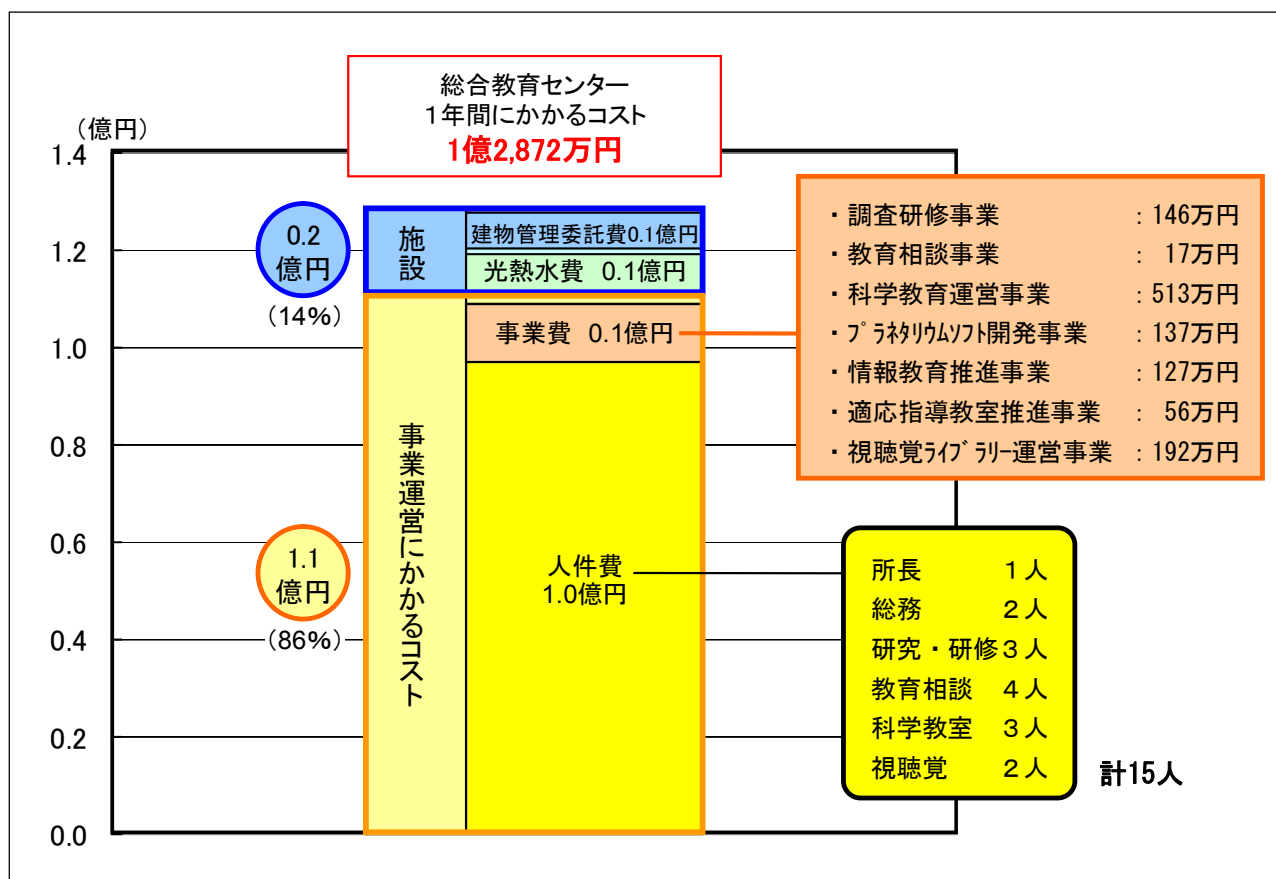 総合教育センター
1年間にかかるコスト
1億2,872万円
（億円）
1.4
1.2
1.0
0.8
0.6
0.4
0.2
0.0
0.2
億円
（14%）
1.1
億円
（86%）
施設
建物管理委託費0.1億円
光熱水費 0.1億円
事業運営にかかるコスト
事業費 0.1億円
人件費
1.0億円
・調査研修事業 : 146万円
・教育相談事業 : 17万円
・科学教育運営事業 : 513万円
・ﾌﾟﾗﾈﾀﾘｳﾑｿﾌﾄ開発事業 : 137万円
・情報教育推進事業 : 127万円
・適応指導教室推進事業 : 56万円
・視聴覚ﾗｲﾌﾞﾗﾘｰ運営事業 : 192万円
所長 1人
総務 2人
研究・研修3人
教育相談 4人
科学教室 3人
視聴覚 2人
計15人